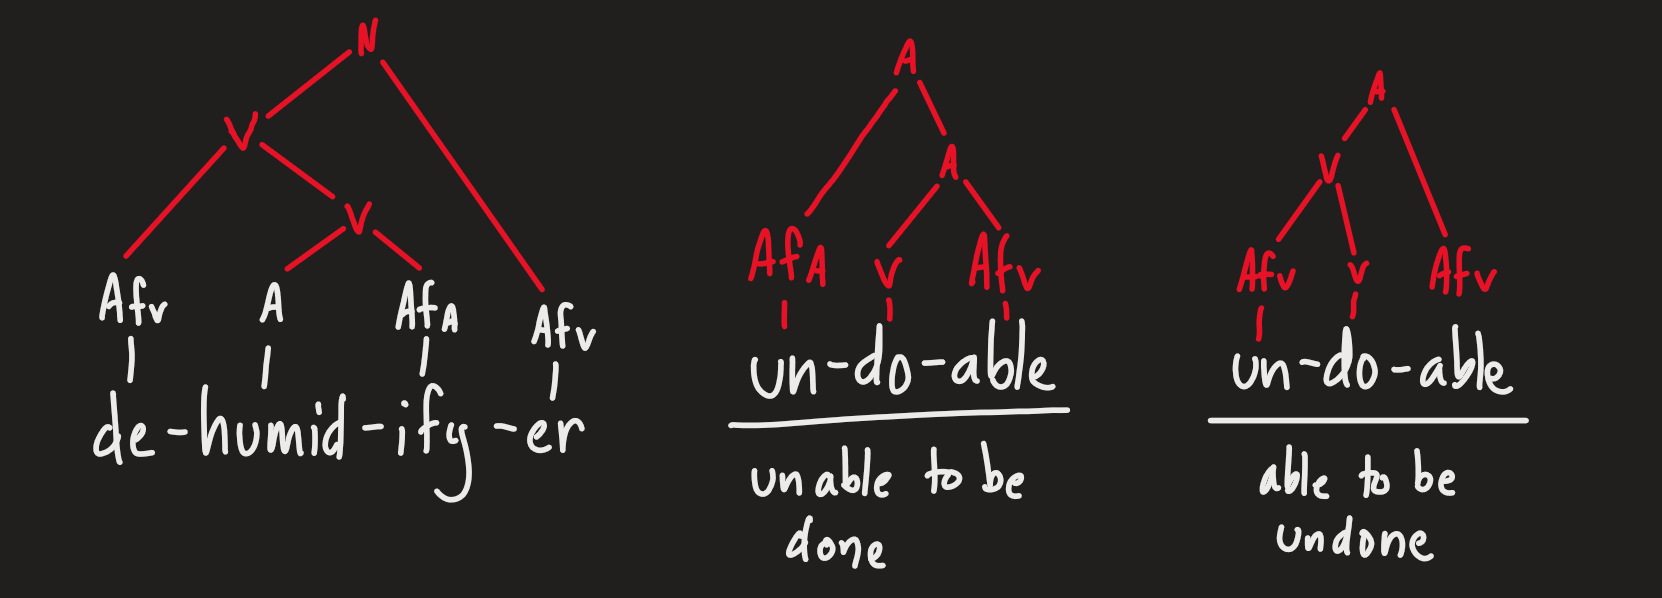 N
V
V
Afv A AfA Afv
de-humid-ify-er
A
A
AfA v Afv
un-do-able
unable to be
done
A
V
Afv v Afv
un-do-able
able to be
undone